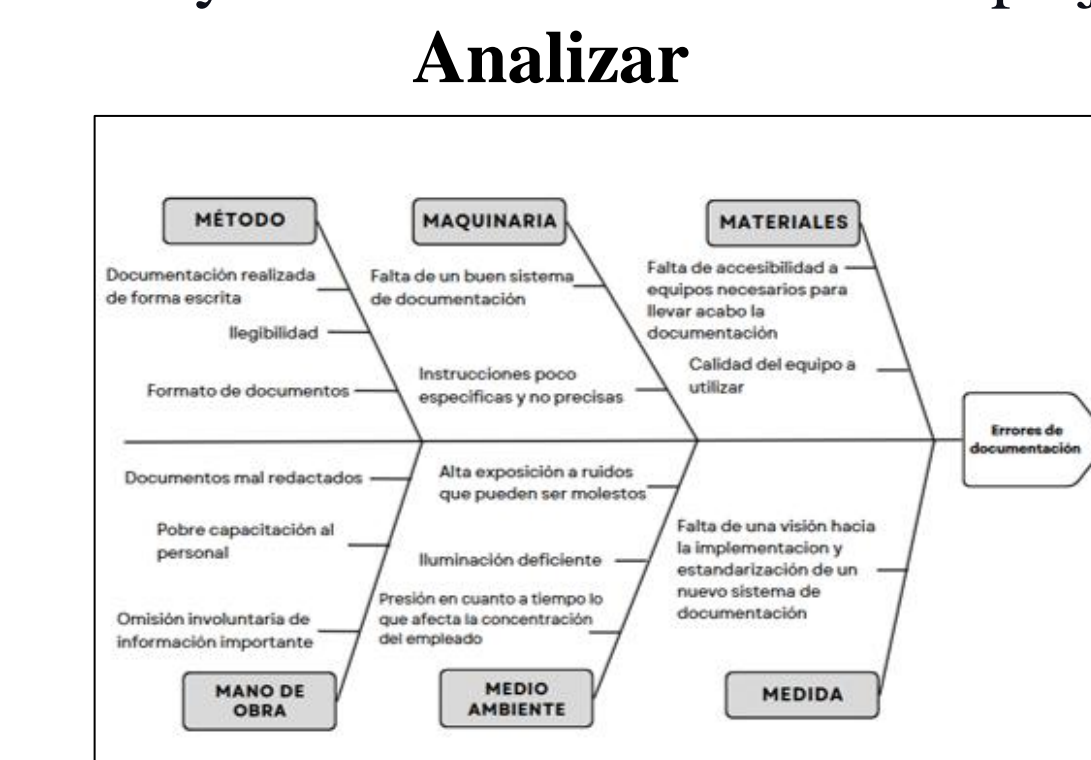 Analizar
MÉTODO
Documentación realizada
de forma escrita
Ilegibilidad
Formato de documentos
MAQUINARIA
Falta de un buen sistema
de documentación
Instrucciones poco
especificas y no precisas
MATERIALES
Falta de accesibilidad a
equipos necesarios para
llevar acabo la
documentación
Calidad del equipo a
utilizar
Errores de
documentación
Documentos mal redactados
Pobre capacitación al
personal
Omisión involuntaria de
información importante
MANO DE
OBRA
Alta exposición a ruidos
que pueden ser molestos
Iluminación deficiente
Presión en cuanto a tiempo lo
que afecta la concentración
del empleado
MEDIO
AMBIENTE
Falta de una visión hacia
la implementacion y
estandarización de un
nuevo sistema de
documentación
MEDIDA